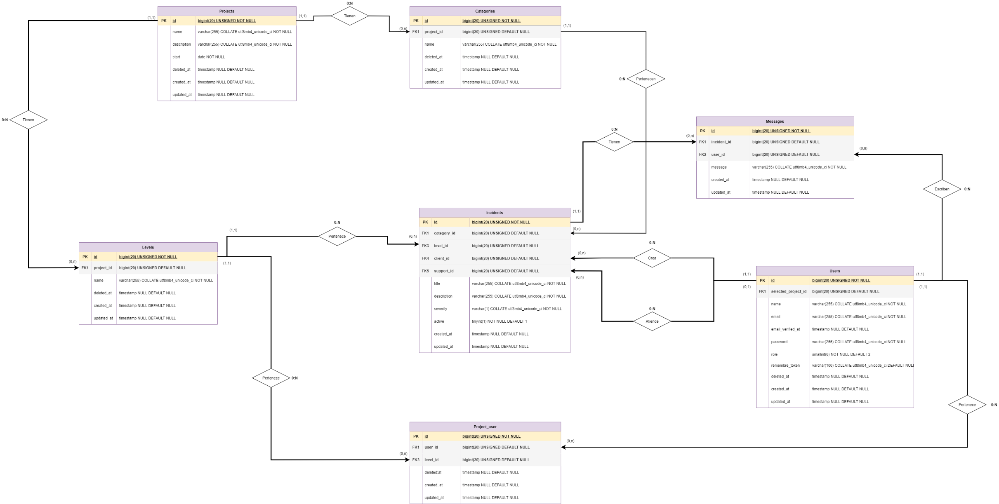 0:N
Projects
PK id bigint(20) UNSIGNED NOT NULL
name varchar(255) COLLATE utf8mb4_unicode_ci NOT NULL
description varchar(255) COLLATE utf8mb4_unicode_ci NOT NULL
start date NOT NULL
deleted_at timestamp NULL DEFAULT NULL
created_at timestamp NULL DEFAULT NULL
updated_at timestamp NULL DEFAULT NULL
(1,1)
(1,1)
Tienen
(0,n)
Categories
PK id bigint(20) UNSIGNED NOT NULL
FK1 project_id bigint(20) UNSIGNED DEFAULT NULL
name varchar(255) COLLATE utf8mb4_unicode_ci NOT NULL
deleted_at timestamp NULL DEFAULT NULL
created_at timestamp NULL DEFAULT NULL
updated_at timestamp NULL DEFAULT NULL
(1,1)
0:N Pertenecen
0:N Tienen
0:N
Tienen
(0,n)
Messages
PK id bigint(20) UNSIGNED NOT NULL
FK1 incident_id bigint(20) UNSIGNED DEFAULT NULL
FK2 user_id bigint(20) UNSIGNED DEFAULT NULL
message varchar(255) COLLATE utf8mb4_unicode_ci NOT NULL
created_at timestamp NULL DEFAULT NULL
updated_at timestamp NULL DEFAULT NULL
(0,n)
Escriben 0:N
Incidents
PK id bigint(20) UNSIGNED NOT NULL
FK1 category_id bigint(20) UNSIGNED DEFAULT NULL
FK3 level_id bigint(20) UNSIGNED DEFAULT NULL
FK4 client_id bigint(20) UNSIGNED DEFAULT NULL
FK5 support_id bigint(20) UNSIGNED DEFAULT NULL
title varchar(255) COLLATE utf8mb4_unicode_ci NOT NULL
description varchar(255) COLLATE utf8mb4_unicode_ci NOT NULL
severity varchar(1) COLLATE utf8mb4_unicode_ci NOT NULL
active tinyint(1) NOT NULL DEFAULT 1
created_at timestamp NULL DEFAULT NULL
updated_at timestamp NULL DEFAULT NULL
(1,1)
(0,n)
(0,n)
(0,n)
0:N
Pertenece
(0,n)
(1,1)
(1,1)
(0,n)
Levels
PK id bigint(20) UNSIGNED NOT NULL
FK1 project_id bigint(20) UNSIGNED DEFAULT NULL
name varchar(255) COLLATE utf8mb4_unicode_ci NOT NULL
deleted_at timestamp NULL DEFAULT NULL
created_at timestamp NULL DEFAULT NULL
updated_at timestamp NULL DEFAULT NULL
0:N
Crea
0:N
Atiende
(1,1)
(0,1)
Users
PK id bigint(20) UNSIGNED NOT NULL
FK1 selected_project_id bigint(20) UNSIGNED DEFAULT NULL
name varchar(255) COLLATE utf8mb4_unicode_ci NOT NULL
email varchar(255) COLLATE utf8mb4_unicode_ci NOT NULL
email_verified_at timestamp NULL DEFAULT NULL
password varchar(255) COLLATE utf8mb4_unicode_ci NOT NULL
role smallint(6) NOT NULL DEFAULT 2
remembre_token varchar(100) COLLATE utf8mb4_unicode_ci DEFAULT NULL
deleted_at timestamp NULL DEFAULT NULL
created_at timestamp NULL DEFAULT NULL
updated_at timestamp NULL DEFAULT NULL
(1,1)
(1,1)
Perteneze 0:N
Pertenece 0:N
Project_user
PK id bigint(20) UNSIGNED NOT NULL
FK1 user_id bigint(20) UNSIGNED DEFAULT NULL
FK3 level_id bigint(20) UNSIGNED DEFAULT NULL
deleted:at timestamp NULL DEFAULT NULL
created_at timestamp NULL DEFAULT NULL
updated_at timestamp NULL DEFAULT NULL
(0,n)
(0,n)